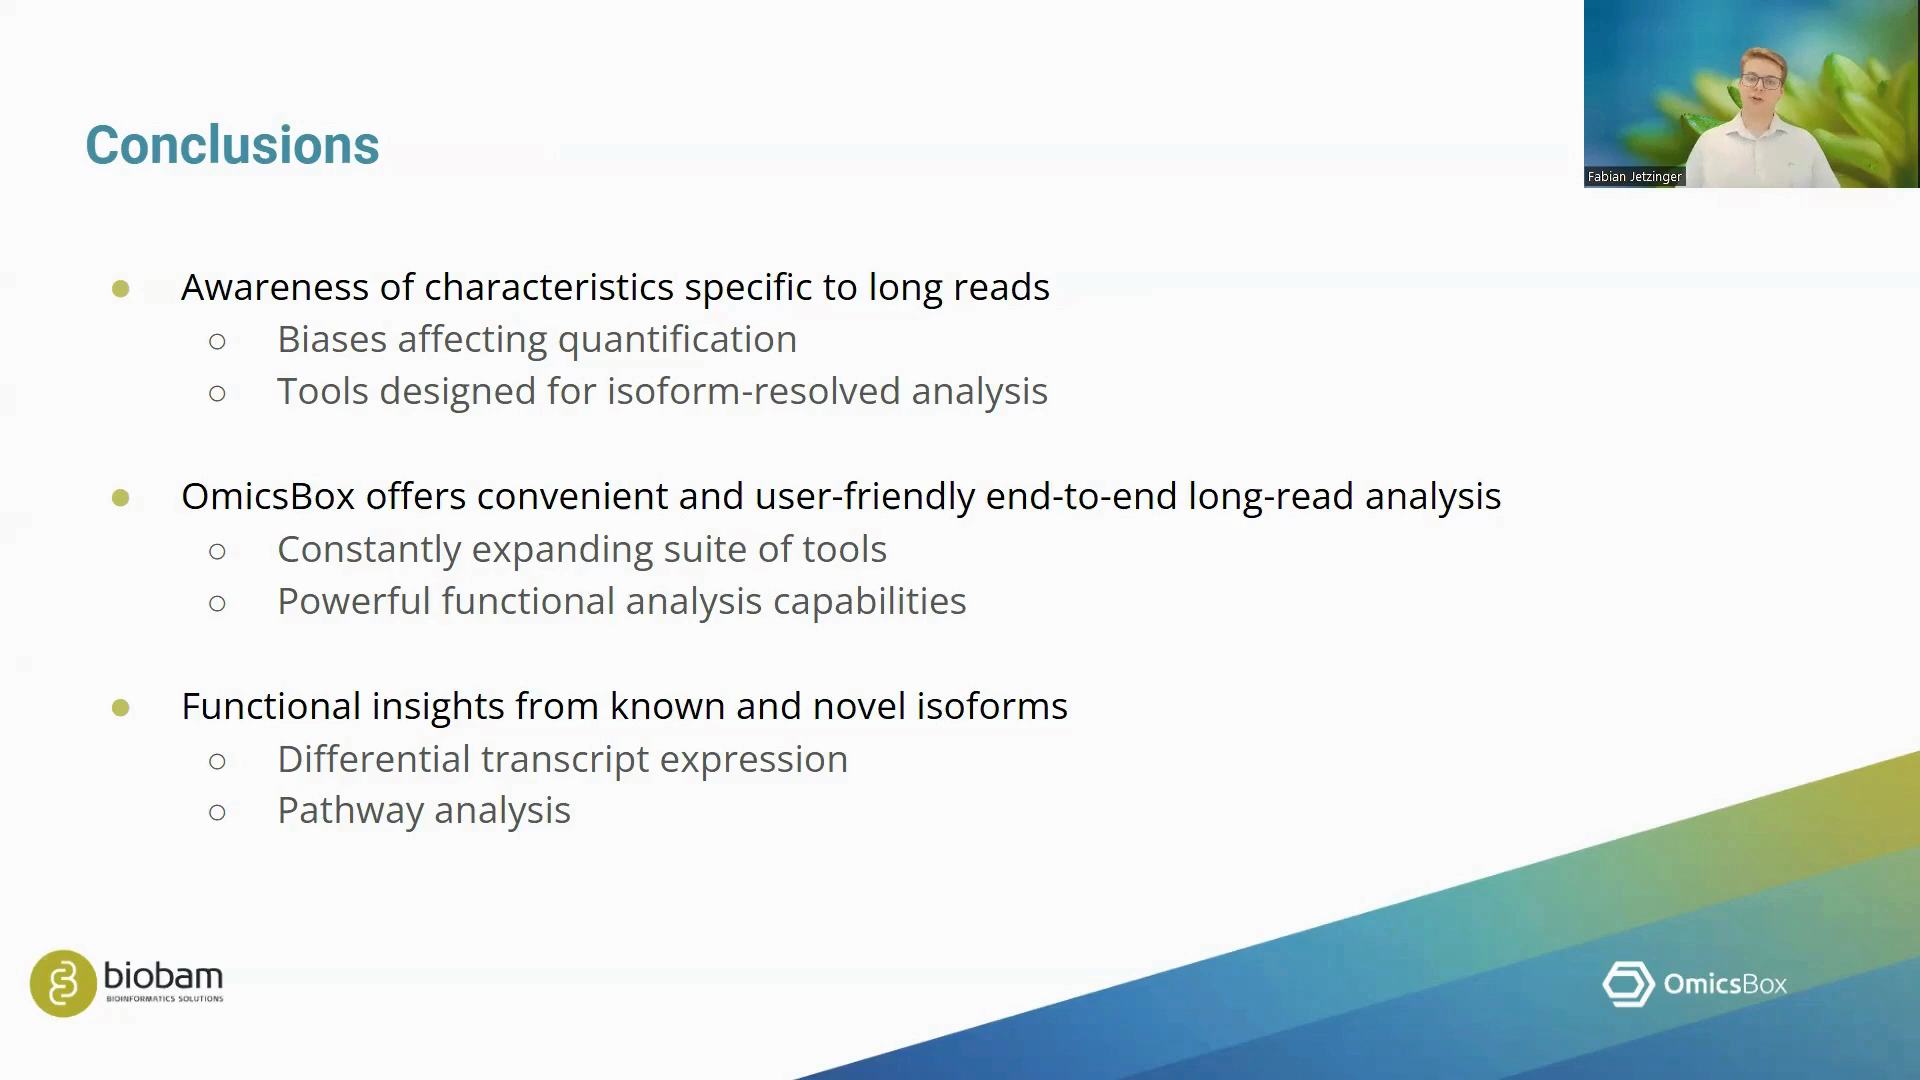 Conclusions
Fabian Jetzinger
● Awareness of characteristics specific to long reads
○ Biases affecting quantification
○ Tools designed for isoform-resolved analysis
● OmicsBox offers convenient and user-friendly end-to-end long-read analysis
○ Constantly expanding suite of tools
○ Powerful functional analysis capabilities
● Functional insights from known and novel isoforms
○ Differential transcript expression
○ Pathway analysis
biobam
BIOINFORMATICS SOLUTIONS
OmicsBox